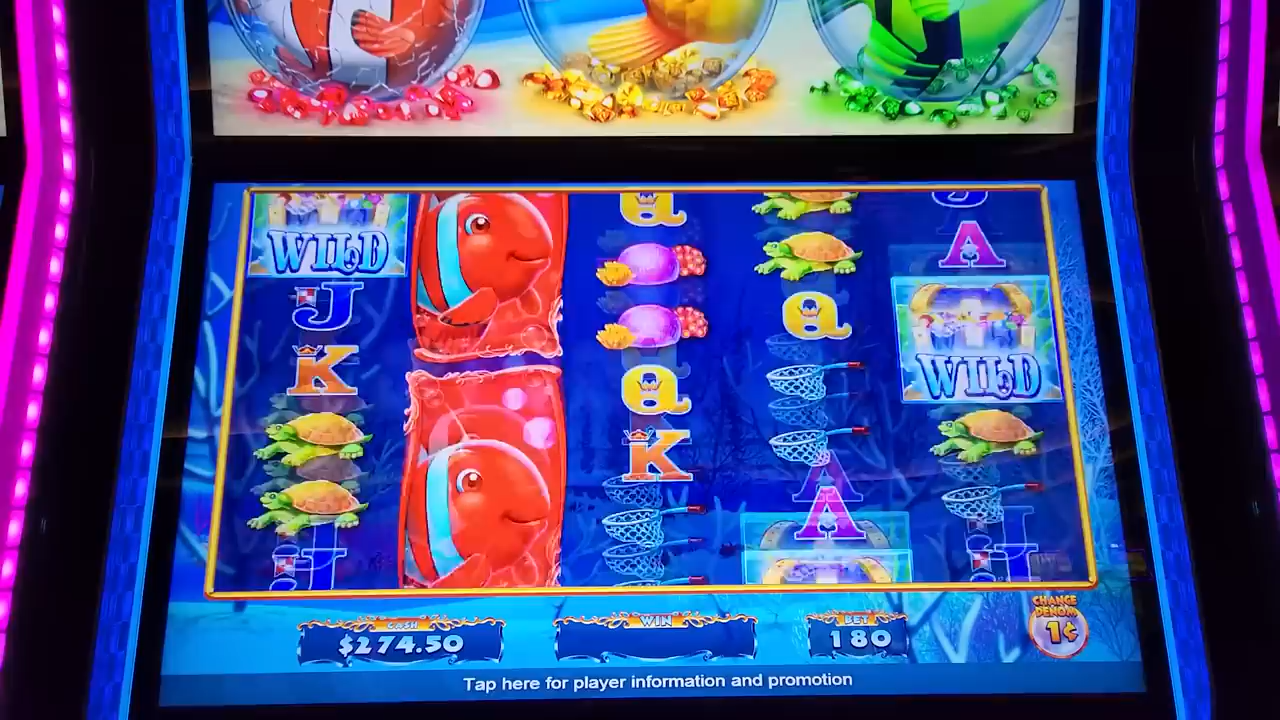 Q
J
WILD
A
J
Q
K
WILD
Q
K
A
A
J
J
CASH
$274.50
WIN
BET
180
CHANGE
DENOM
1¢
Tap here for player information and promotion